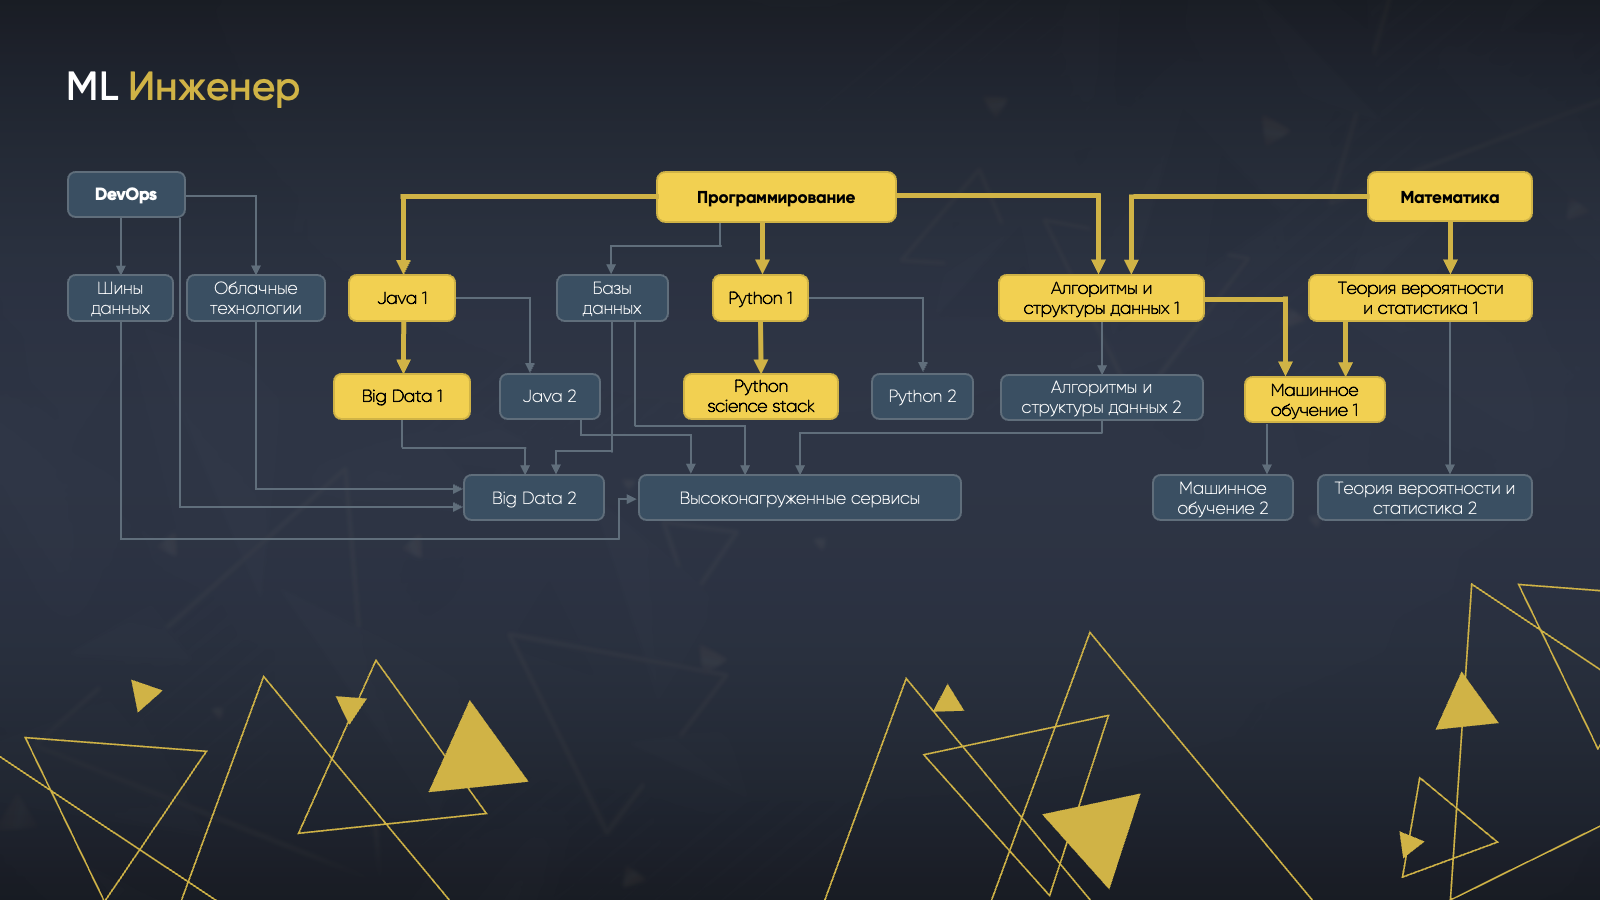 ML Инженер
DevOps
Программирование
Математика
Шины
данных
Облачные
технологии
Java 1
Базы
данных
Python 1
Алгоритмы и
структуры данных 1
Теория вероятности
и статистика 1
Big Data 1
Java 2
Python
science stack
Python 2
Алгоритмы и
структуры данных 2
Машинное
обучение 1
Big Data 2
Высоконагруженные сервисы
Машинное
обучение 2
Теория вероятности и
статистика 2